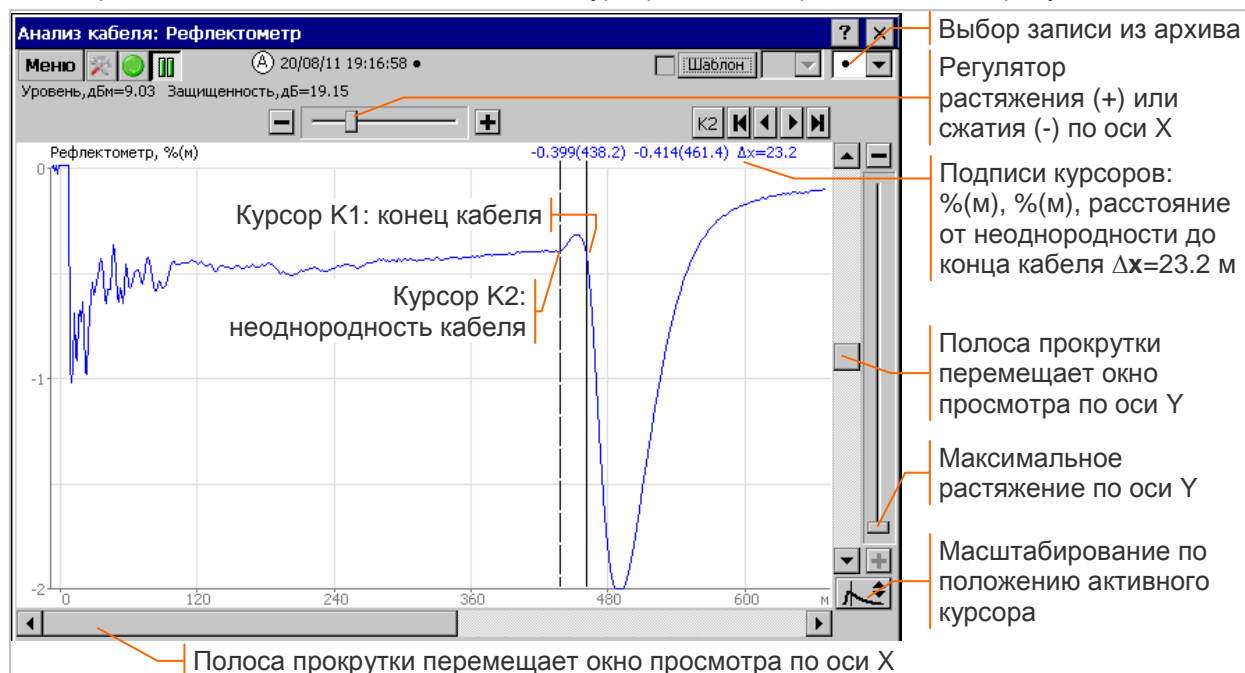 Анализ кабеля: Рефлектометр
? ×
Выбор записи из архива
Меню
A 20/08/11 19:16:58 •
Шаблон
•
Уровень,дБм=9.03 Защищенность,дБ=19.15
Регулятор
растяжения (+) или
сжатия (-) по оси X
− + K2
Рефлектометр, %(м)
-0.399(438.2) -0.414(461.4) Δx=23.2
Подписи курсоров:
%(м), %(м), расстояние
от неоднородности до
конца кабеля Δx=23.2 м
0
Курсор K1: конец кабеля
Курсор K2:
неоднородность кабеля
-1
Полоса прокрутки
перемещает окно
просмотра по оси Y
Максимальное
растяжение по оси Y
-2
0 120 240 360 480 600 м
Масштабирование по
положению активного
курсора
Полоса прокрутки перемещает окно просмотра по оси X